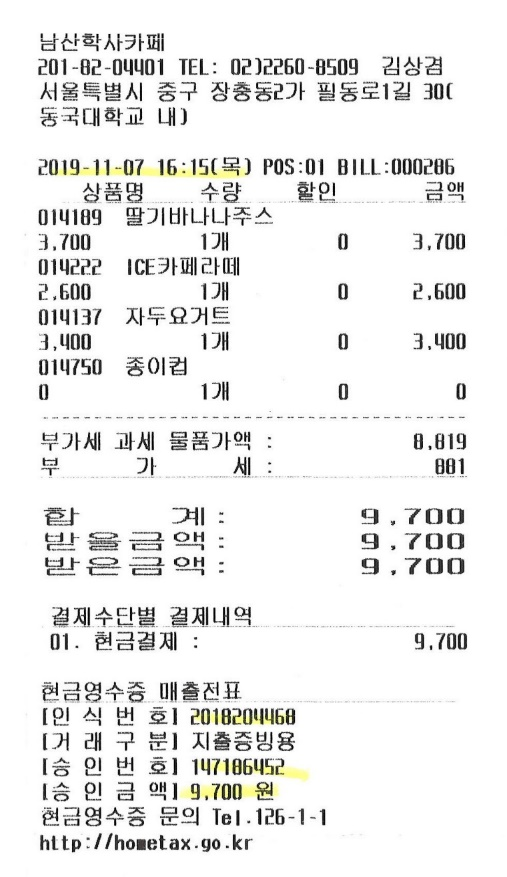 남산학사카페
201-82-04401 TEL: 02)2260-8509 김상겸
서울특별시 중구 장충동2가 필동로1길 30(
동국대학교 내)
2019-11-07 16:15(목) POS:01 BILL:000286
상품명 수량 할인 금액
014189 딸기바나나주스
3,700 1개 0 3,700
014222 ICE카페라떼
2,600 1개 0 2,600
014137 자두요거트
3,400 1개 0 3,400
014750 종이컵
0 1개 0 0
부가세 과세 물품가액 : 8,819
부 가 세 : 881
합 계 : 9,700
받을금액 : 9,700
받은금액 : 9,700
결제수단별 결제내역
01. 현금결제 : 9,700
현금영수증 매출전표
[인 식 번 호] 2018204468
[거 래 구 분] 지출증빙용
[승 인 번 호] 147186452
[승 인 금 액] 9,700 원
현금영수증 문의 Tel.126-1-1
http://hometax.go.kr